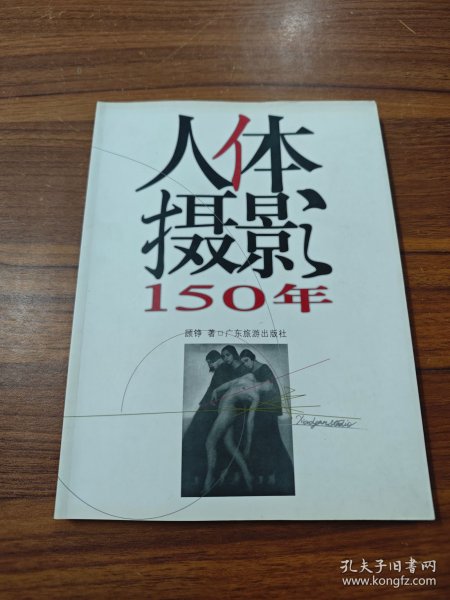 人体
摄影
150年
顾铮 著□广东旅游出版社
孔夫子旧书网
www.kongfz.com